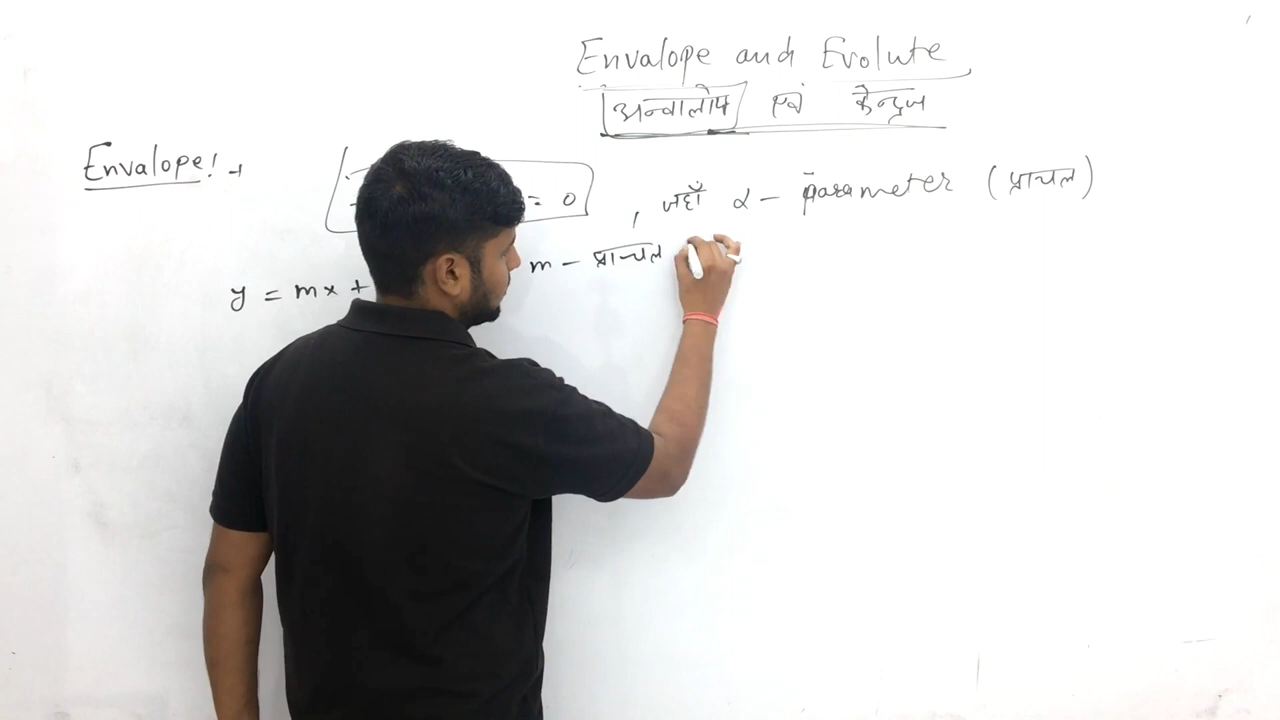 Envalope and Evolute
अन्वालोप एवं केन्द्रज
Envalope! +
= 0 , जहाँ α - parameter (प्राचल)
y = mx + m - प्राचल